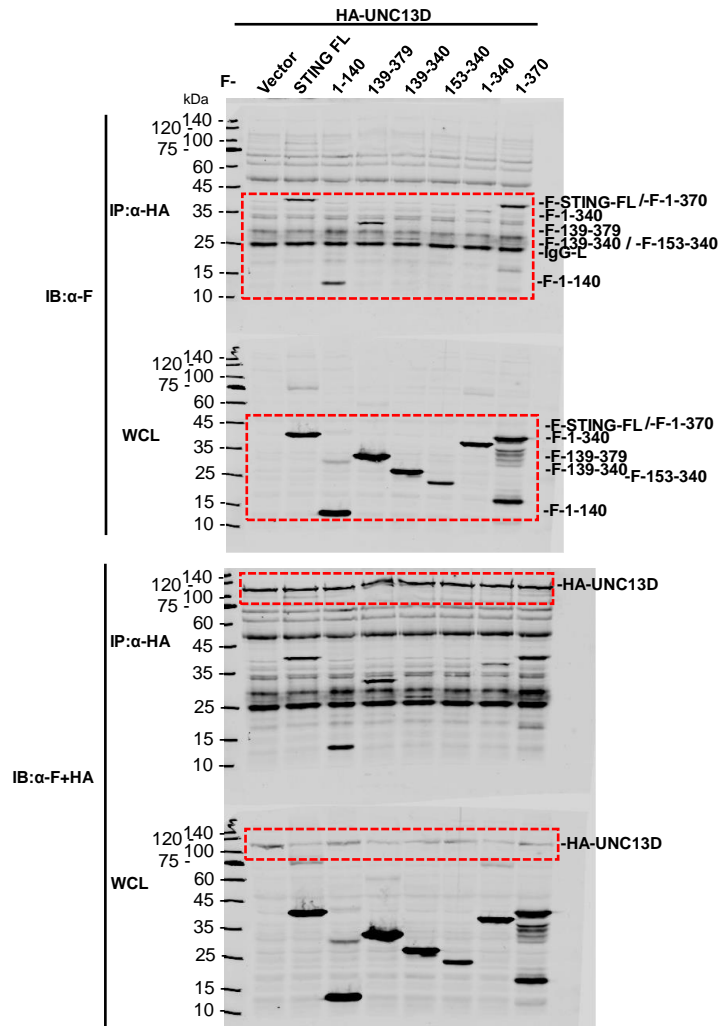 HA-UNC13D
F- Vector STING FL 1-140 139-379 139-340 153-340 1-340 1-370
kDa
140 -
120 -
100 -
75 -
60 -
45 -
35 -
25 -
15 -
10 -
IP:α-HA
IB:α-F
-F-STING-FL /-F-1-370
-F-1-340
-F-139-379
-F-139-340 / -F-153-340
-IgG-L
-F-1-140
140 -
120 -
100 -
75 -
60 -
45 -
35 -
25 -
15 -
10 -
WCL
-F-STING-FL /-F-1-370
-F-1-340
-F-139-379
-F-139-340 -F-153-340
-F-1-140
140 -
120 -
100 -
75 -
60 -
45 -
35 -
25 -
15 -
10 -
-HA-UNC13D
IP:α-HA
IB:α-F+HA
140 -
120 -
100 -
75 -
60 -
45 -
35 -
25 -
15 -
10 -
-HA-UNC13D
WCL